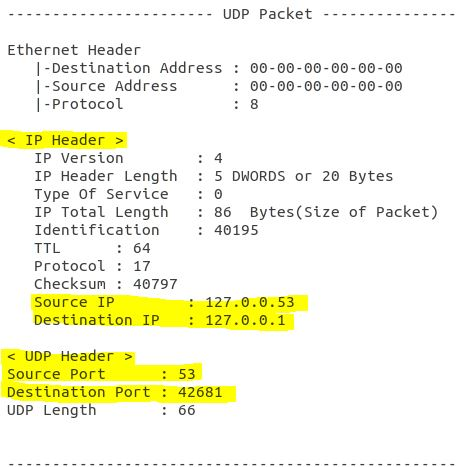 ----------------------- UDP Packet ---------------
Ethernet Header
   |-Destination Address : 00-00-00-00-00-00
   |-Source Address      : 00-00-00-00-00-00
   |-Protocol            : 8
< IP Header >
   IP Version        : 4
   IP Header Length  : 5 DWORDS or 20 Bytes
   Type Of Service   : 0
   IP Total Length   : 86  Bytes(Size of Packet)
   Identification    : 40195
   TTL      : 64
   Protocol : 17
   Checksum : 40797
   Source IP        : 127.0.0.53
   Destination IP   : 127.0.0.1
< UDP Header >
Source Port      : 53
Destination Port : 42681
UDP Length       : 66
--------------------------------------------------